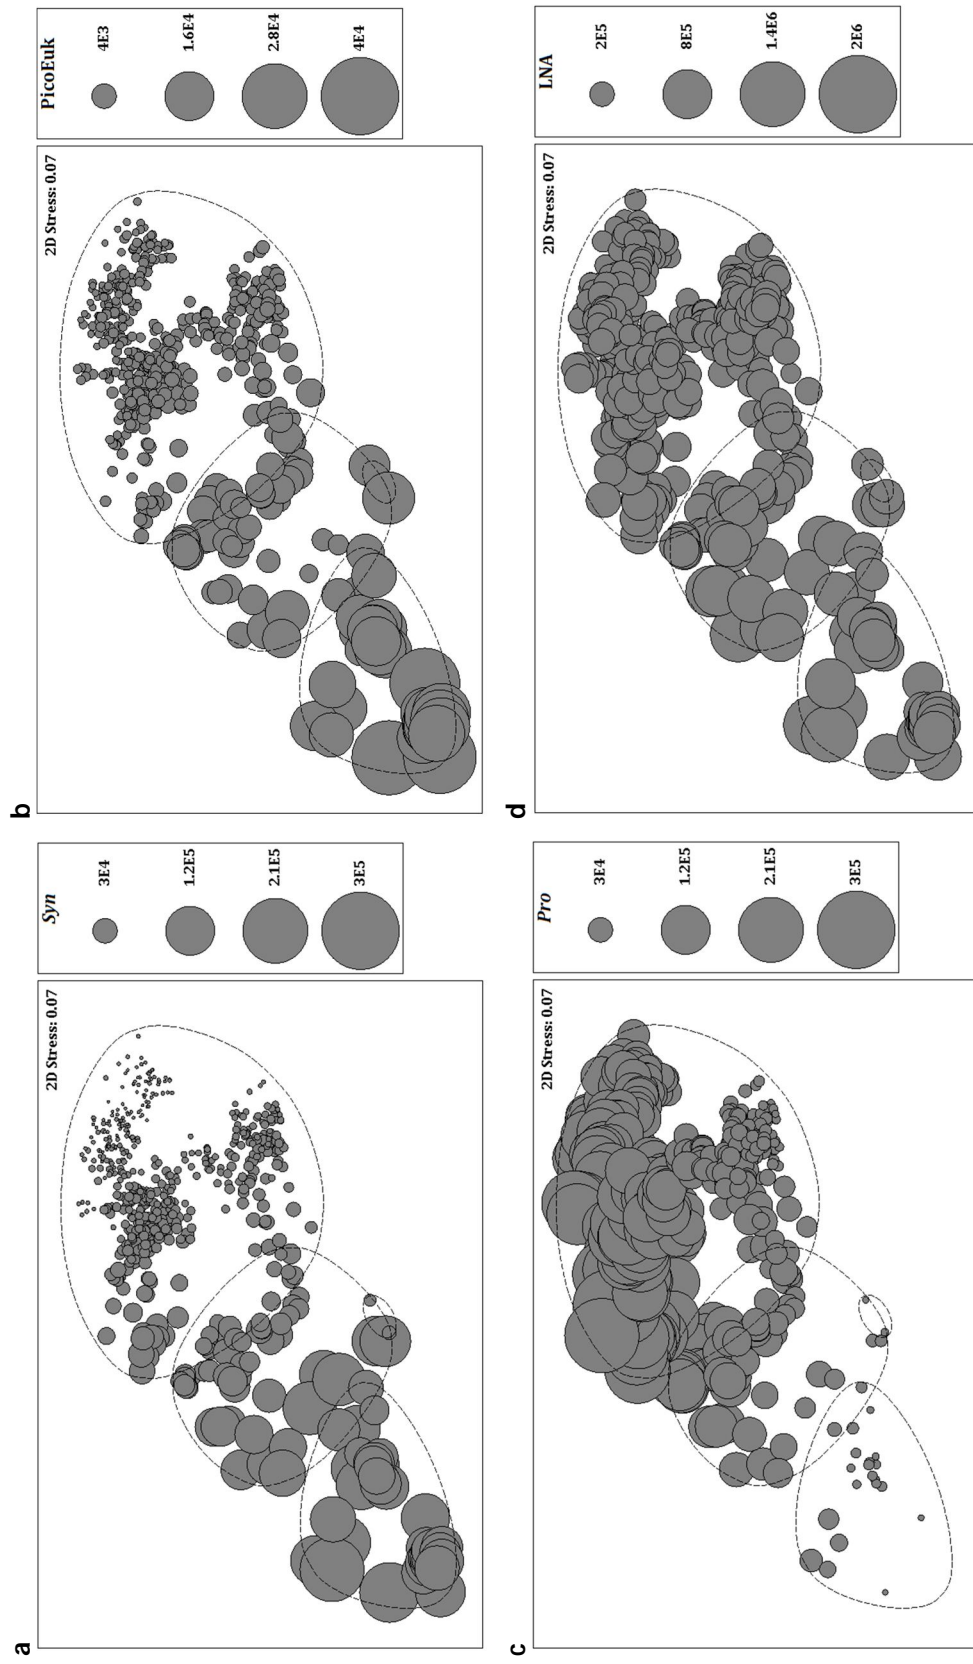 a
2D Stress: 0.07
Syn
3E4
1.2E5
2.1E5
3E5
b
2D Stress: 0.07
PicoEuk
4E3
1.6E4
2.8E4
4E4
c
2D Stress: 0.07
Pro
3E4
1.2E5
2.1E5
3E5
d
2D Stress: 0.07
LNA
2E5
8E5
1.4E6
2E6